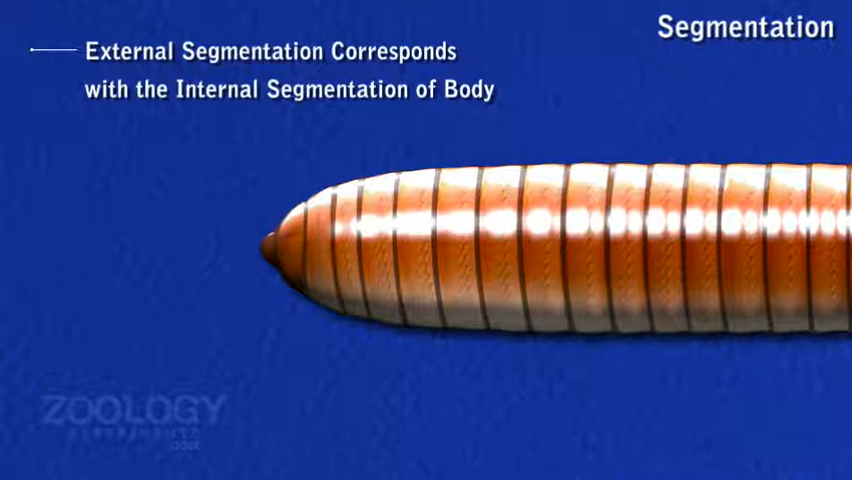 Segmentation
External Segmentation Corresponds
with the Internal Segmentation of Body
ZOOLOGY